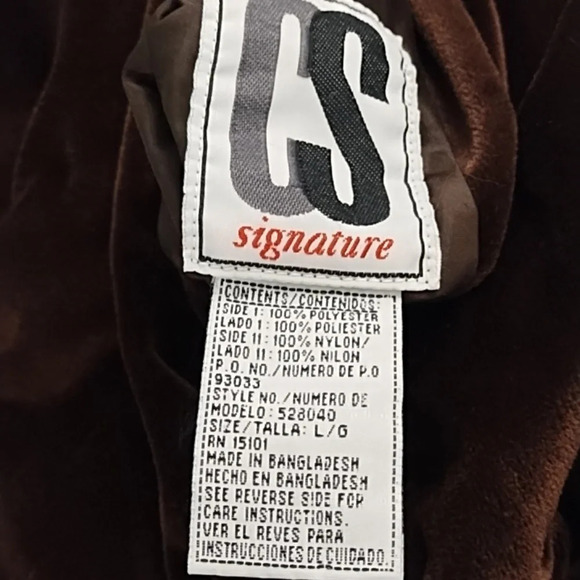 CS
signature
CONTENTS/CONTENIDOS:
SIDE 1: 100% POLYESTER
LADO 1: 100% POLIESTER
SIDE 11: 100% NYLON/
LADO 11: 100% NILON
P.O. NO./NUMERO DE P.O
93033
STYLE NO./NUMERO DE
MODELO: 528040
SIZE/TALLA: L/G
RN 15101
MADE IN BANGLADESH
HECHO EN BANGLADESH
SEE REVERSE SIDE FOR
CARE INSTRUCTIONS.
VER EL REVES PARA
INSTRUCCIONES DE CUIDADO.